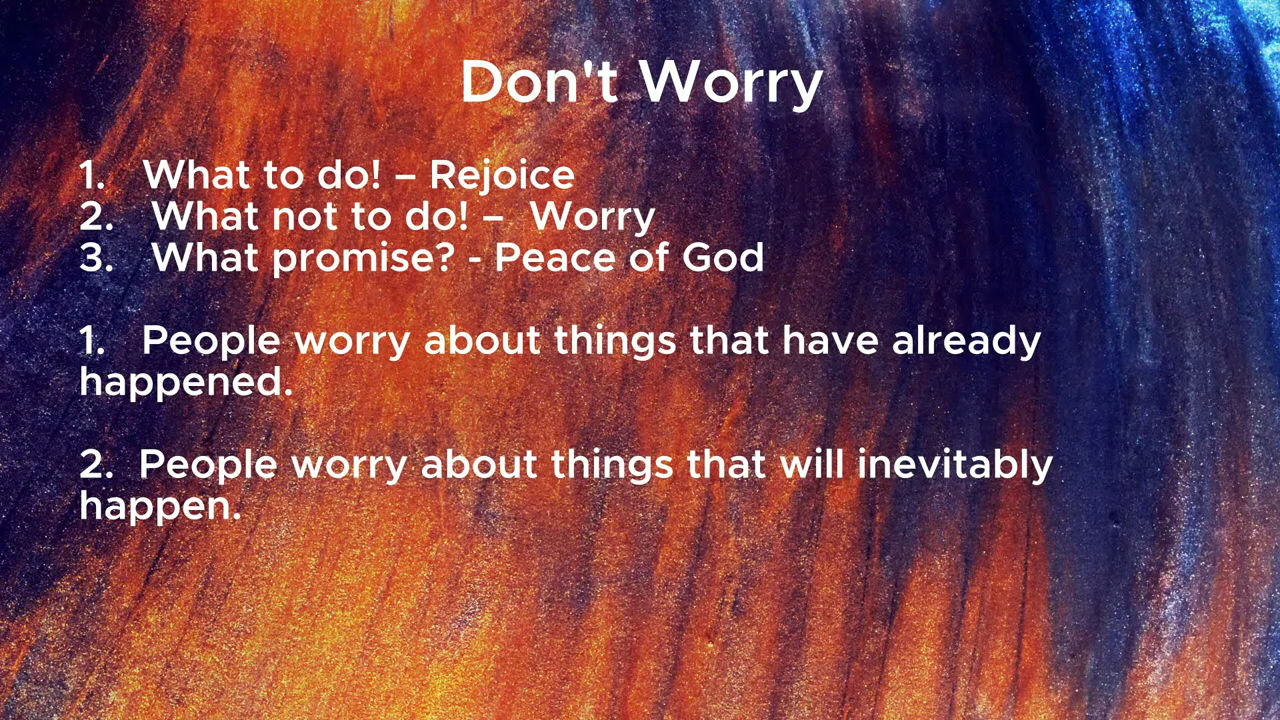 Don't Worry
1. What to do! – Rejoice
2. What not to do! – Worry
3. What promise? - Peace of God
1. People worry about things that have already
happened.
2. People worry about things that will inevitably
happen.